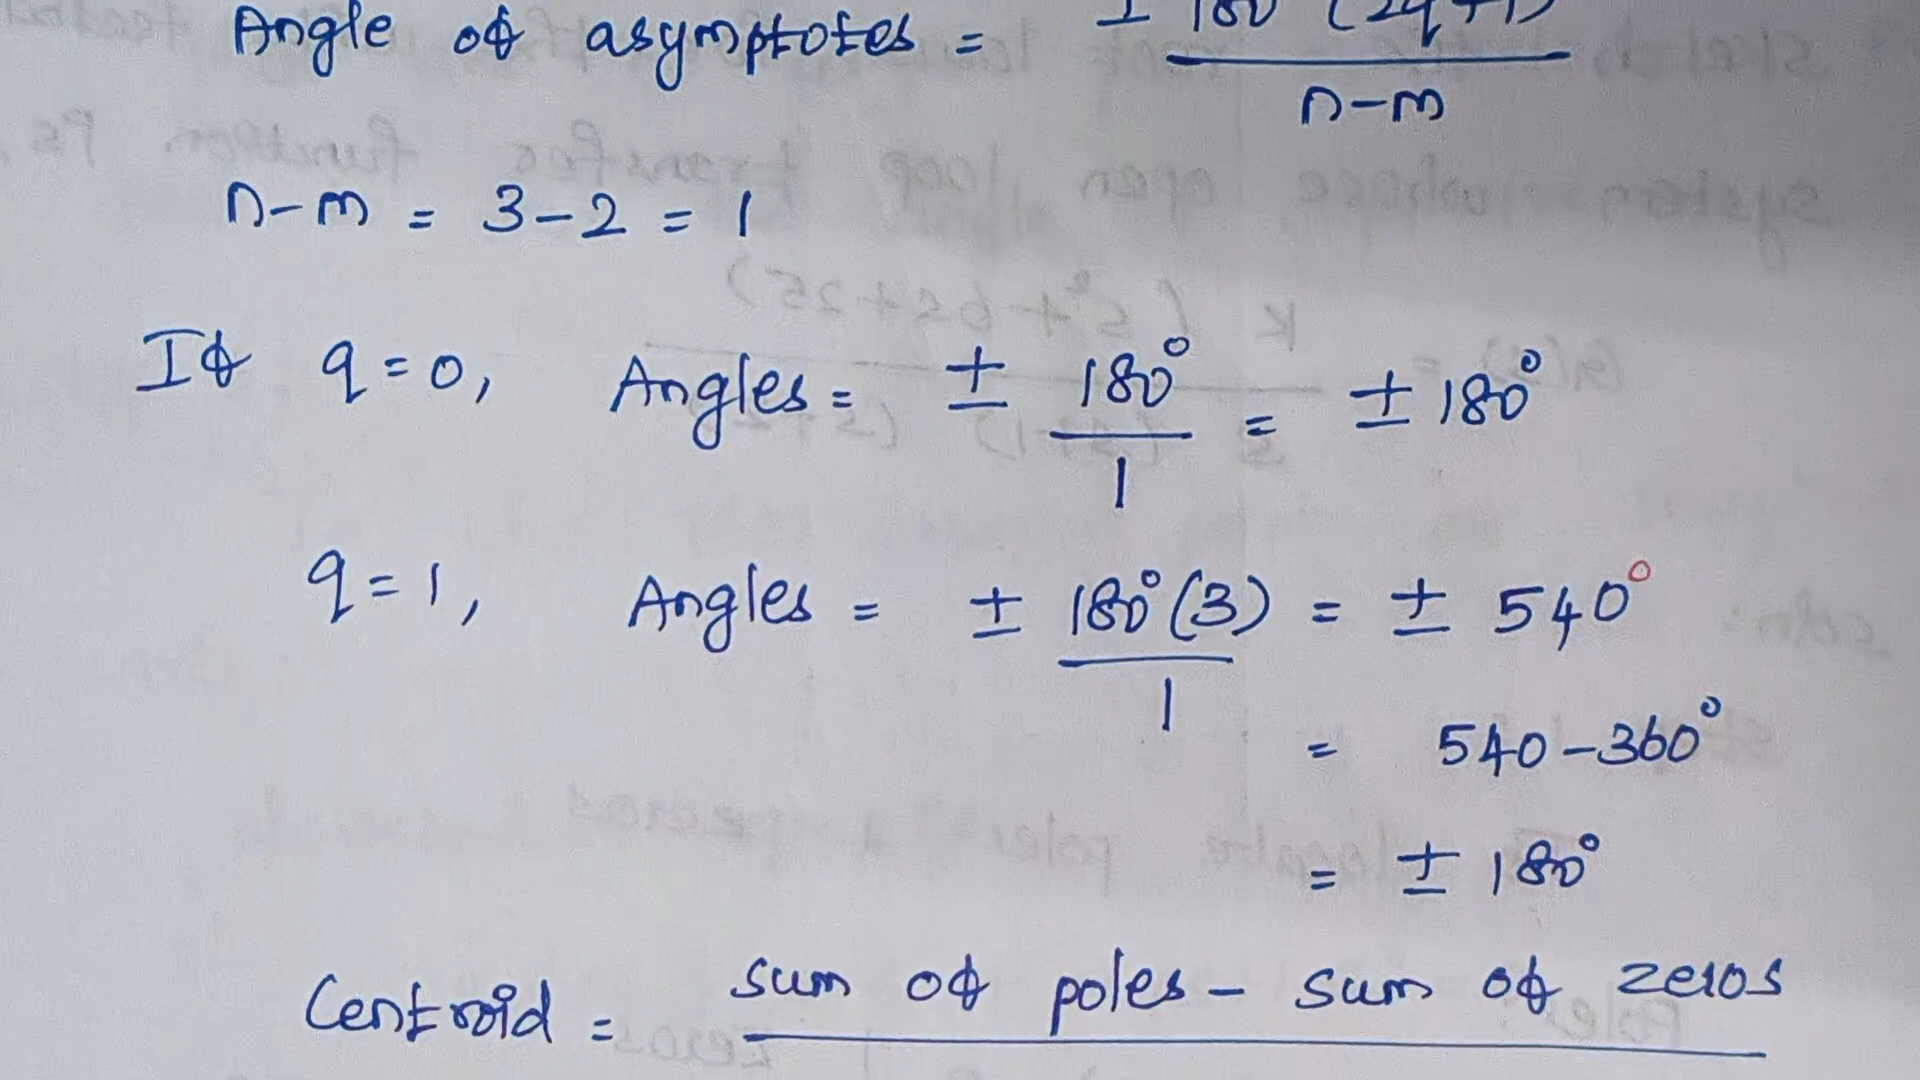 Angle of asymptotes = ± 180 (2q+1)
n-m
n-m = 3-2 = 1
If q=0, Angles = ± 180° / 1 = ± 180°
q=1, Angles = ± 180°(3) / 1 = ± 540°
= 540-360°
= ± 180°
Centroid = sum of poles - sum of zeros